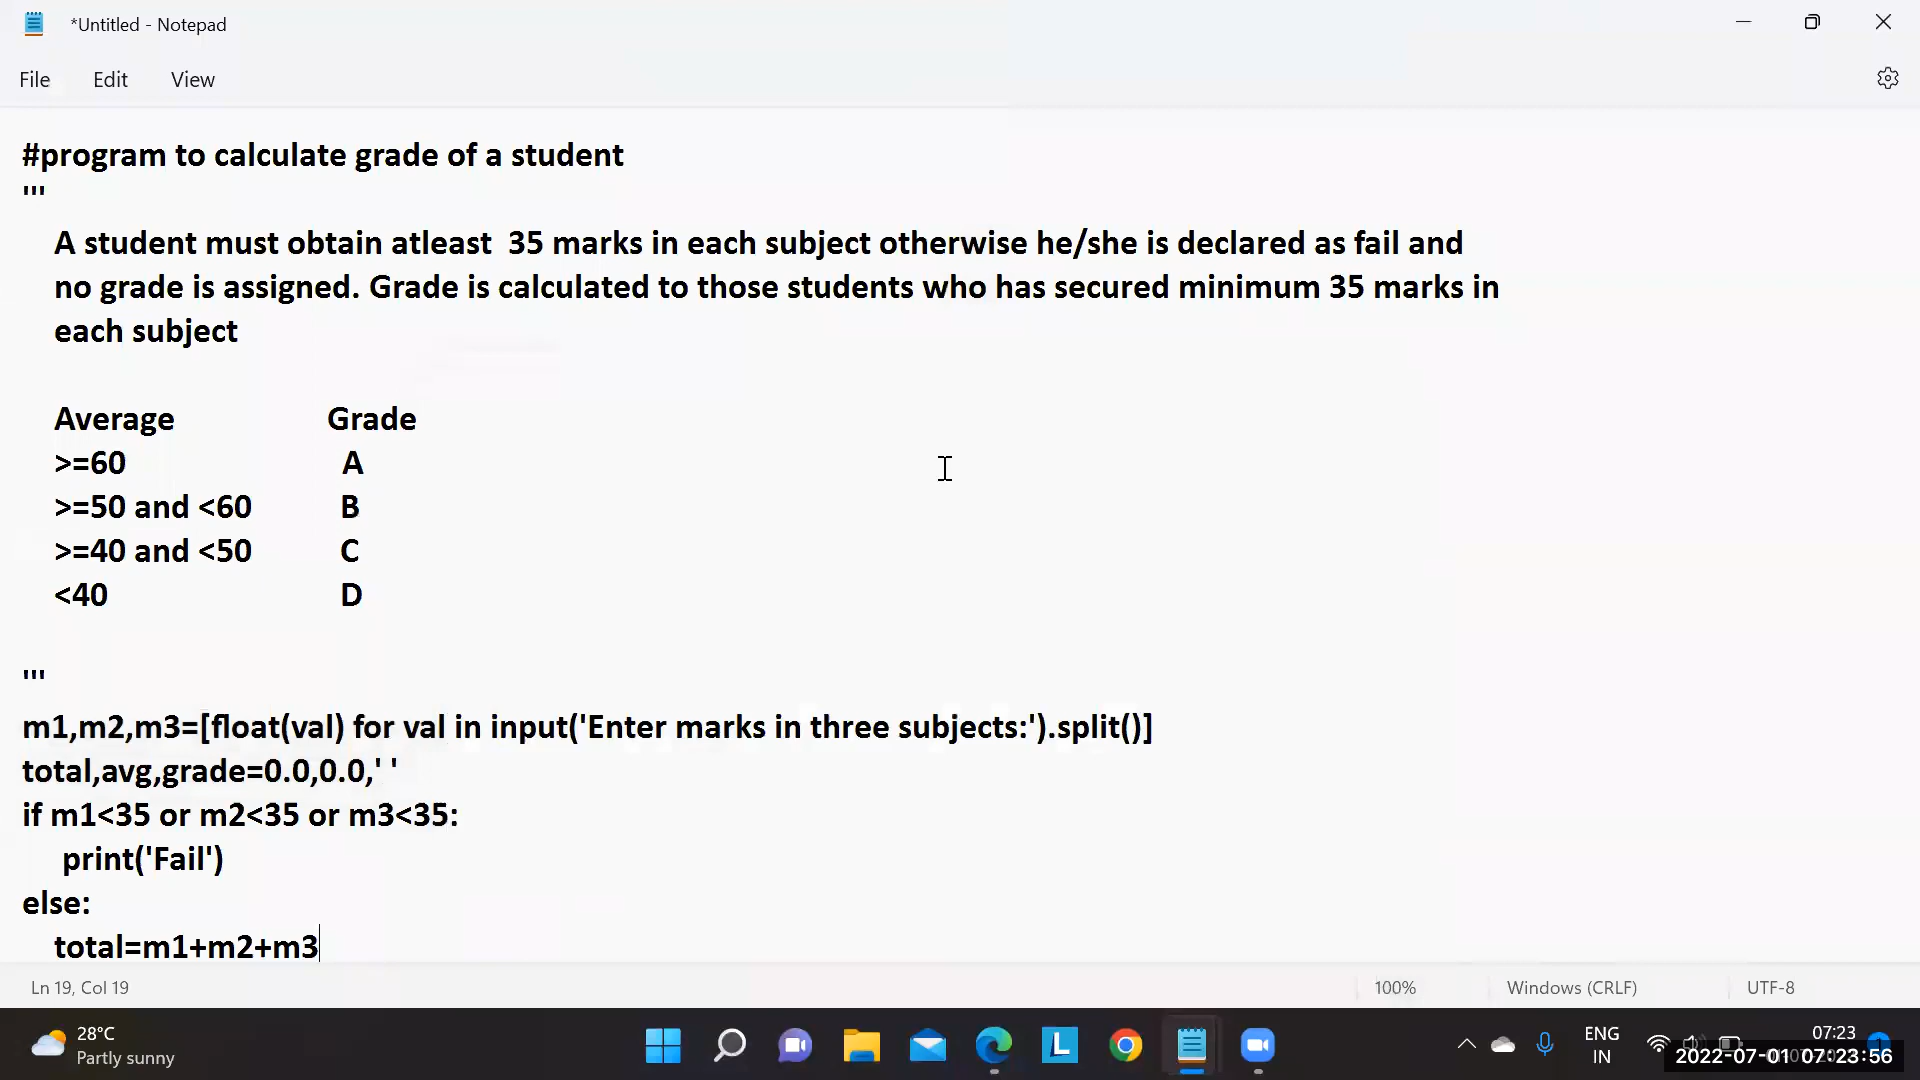 *Untitled - Notepad
File Edit View
#program to calculate grade of a student
'''
A student must obtain atleast  35 marks in each subject otherwise he/she is declared as fail and
no grade is assigned. Grade is calculated to those students who has secured minimum 35 marks in
each subject
Average Grade
>=60 A
>=50 and <60 B
>=40 and <50 C
<40 D
'''
m1,m2,m3=[float(val) for val in input('Enter marks in three subjects:').split()]
total,avg,grade=0.0,0.0,' '
if m1<35 or m2<35 or m3<35:
print('Fail')
else:
total=m1+m2+m3
Ln 19, Col 19 100% Windows (CRLF) UTF-8
28°C
Partly sunny
L
ENG
IN
07:23
1
2022-07-01 07:23:56